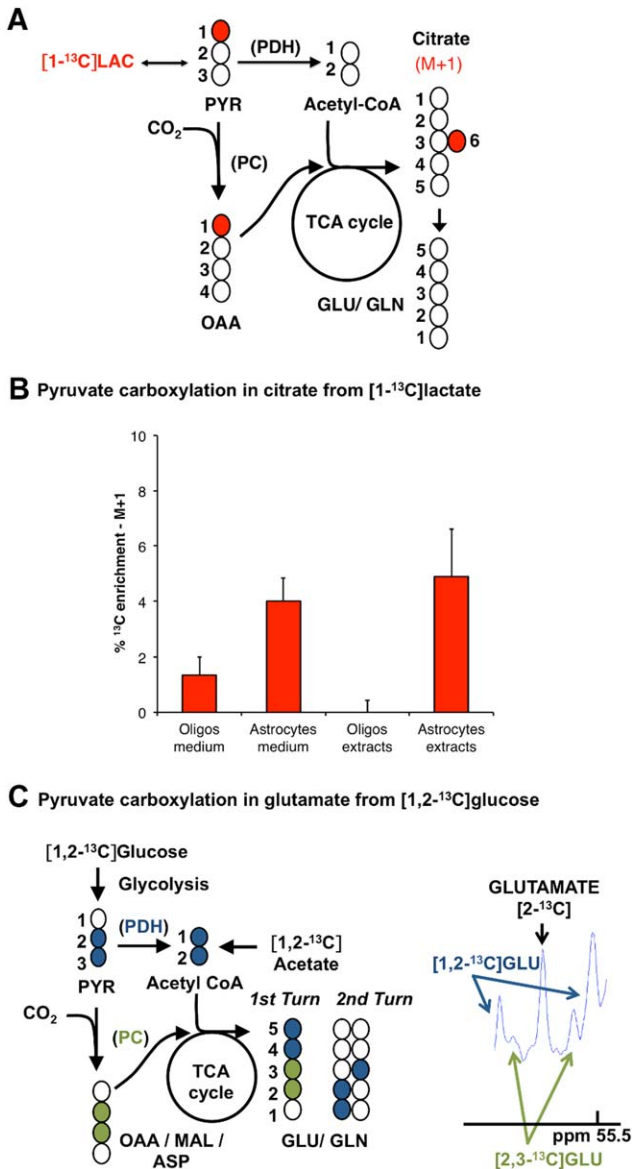 A
[1-¹³C]LAC
1
2
3
PYR
(PDH)
1
2
Acetyl-CoA
Citrate
(M+1)
1
2
3
4
5
6
CO₂
(PC)
1
2
3
4
OAA
TCA cycle
GLU/ GLN
5
4
3
2
1
B Pyruvate carboxylation in citrate from [1-¹³C]lactate
% ¹³C enrichment - M+1
10
8
6
4
2
0
Oligos medium
Astrocytes medium
Oligos extracts
Astrocytes extracts
C Pyruvate carboxylation in glutamate from [1,2-¹³C]glucose
[1,2-¹³C]Glucose
Glycolysis
1
2
3
PYR
(PDH)
1
2
Acetyl CoA
[1,2-¹³C]
Acetate
CO₂
(PC)
OAA / MAL /
ASP
TCA
cycle
1st Turn
2nd Turn
5
4
3
2
1
GLU/ GLN
GLUTAMATE
[2-¹³C]
[1,2-¹³C]GLU
ppm 55.5
[2,3-¹³C]GLU